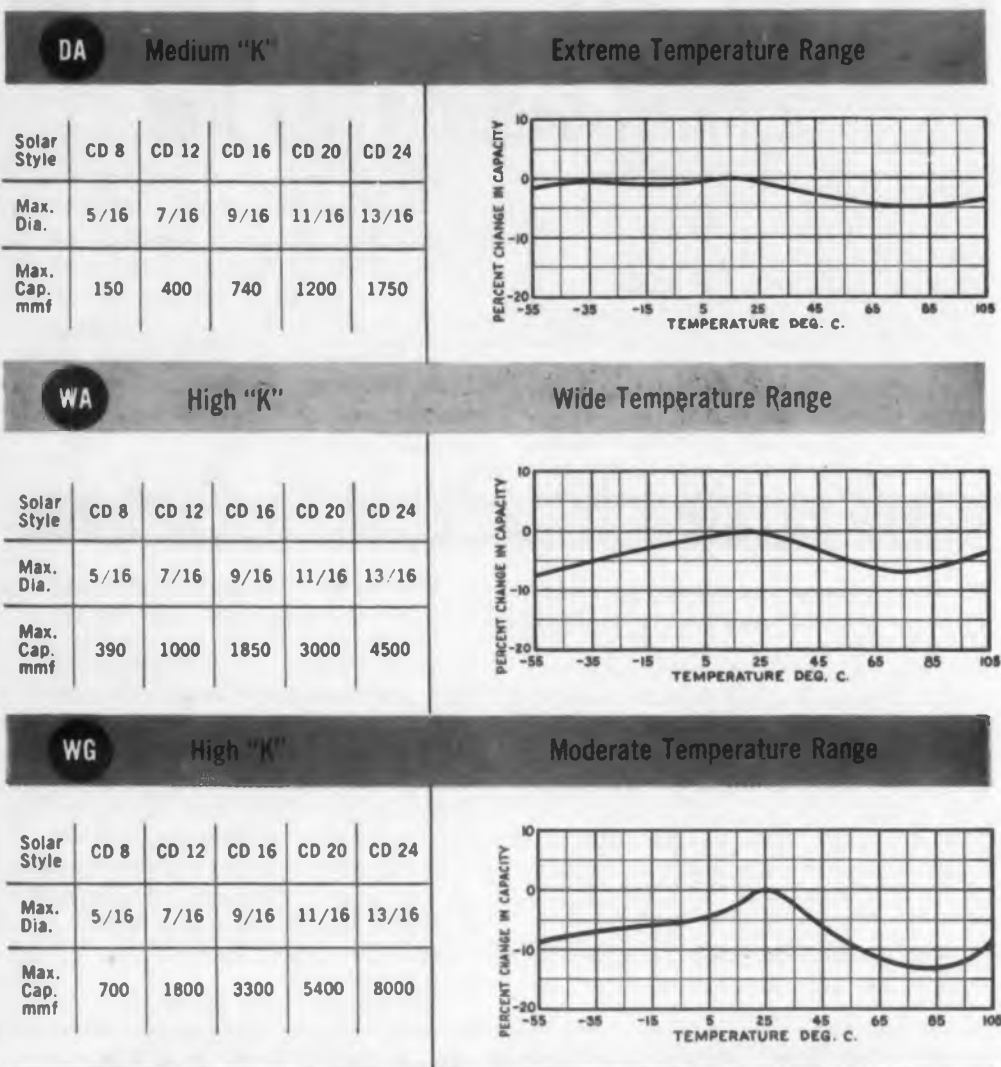 DA Medium "K" Extreme Temperature Range
Solar Style CD 8 CD 12 CD 16 CD 20 CD 24
Max. Dia. 5/16 7/16 9/16 11/16 13/16
Max. Cap. mmf 150 400 740 1200 1750
PERCENT CHANGE IN CAPACITY
10
0
-10
-20
-55 -35 -15 5 25 45 65 85 105
TEMPERATURE DEG. C.
WA High "K" Wide Temperature Range
Solar Style CD 8 CD 12 CD 16 CD 20 CD 24
Max. Dia. 5/16 7/16 9/16 11/16 13/16
Max. Cap. mmf 390 1000 1850 3000 4500
PERCENT CHANGE IN CAPACITY
10
0
-10
-20
-55 -35 -15 5 25 45 65 85 105
TEMPERATURE DEG. C.
WG High "K" Moderate Temperature Range
Solar Style CD 8 CD 12 CD 16 CD 20 CD 24
Max. Dia. 5/16 7/16 9/16 11/16 13/16
Max. Cap. mmf 700 1800 3300 5400 8000
PERCENT CHANGE IN CAPACITY
10
0
-10
-20
-55 -35 -15 5 25 45 65 85 105
TEMPERATURE DEG. C.